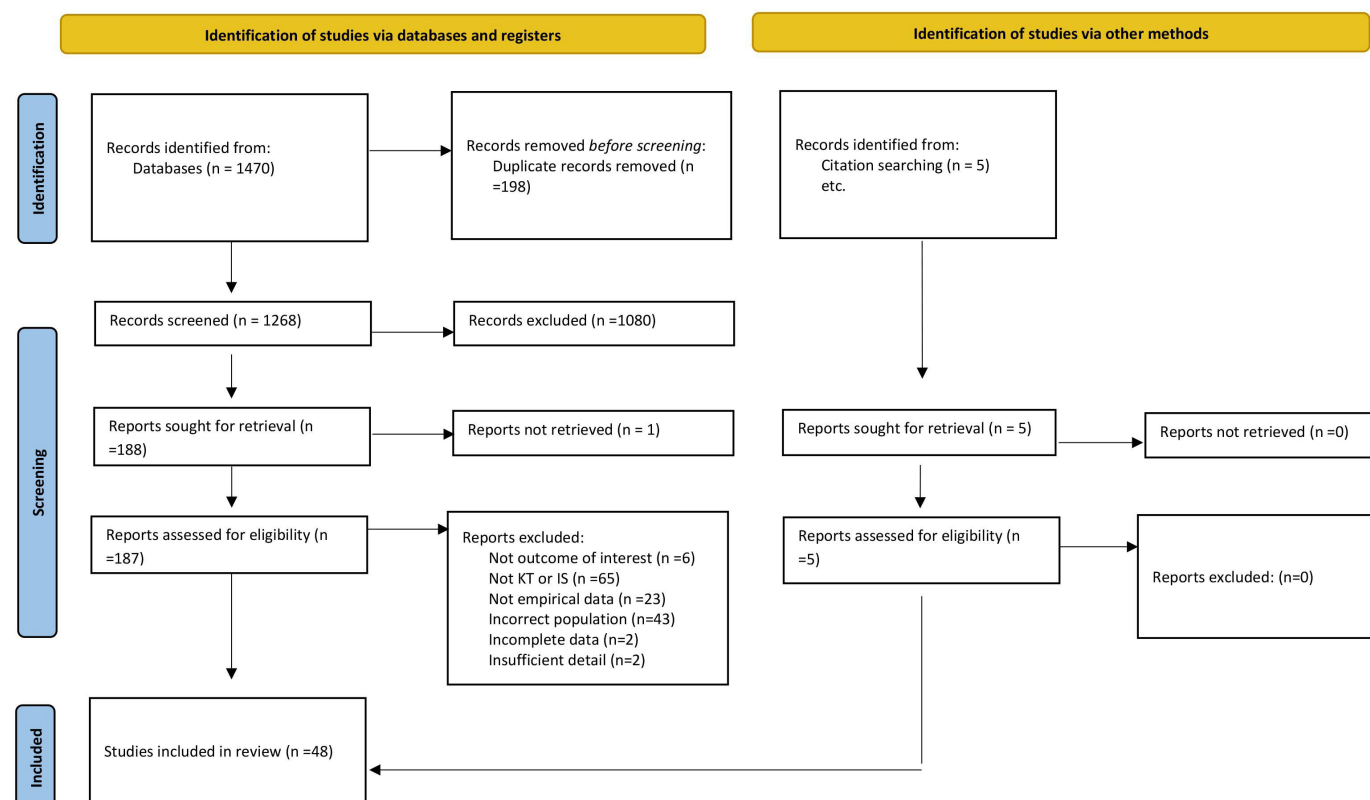 Identification of studies via databases and registers
Identification of studies via other methods
Identification
Records identified from:
Databases (n = 1470)
Records removed before screening:
Duplicate records removed (n
=198)
Records identified from:
Citation searching (n = 5)
etc.
Screening
Records screened (n = 1268)
Records excluded (n =1080)
Reports sought for retrieval (n
=188)
Reports not retrieved (n = 1)
Reports sought for retrieval (n = 5)
Reports not retrieved (n =0)
Reports assessed for eligibility (n
=187)
Reports excluded:
Not outcome of interest (n =6)
Not KT or IS (n =65)
Not empirical data (n =23)
Incorrect population (n=43)
Incomplete data (n=2)
Insufficient detail (n=2)
Reports assessed for eligibility (n
=5)
Reports excluded: (n=0)
Included
Studies included in review (n =48)